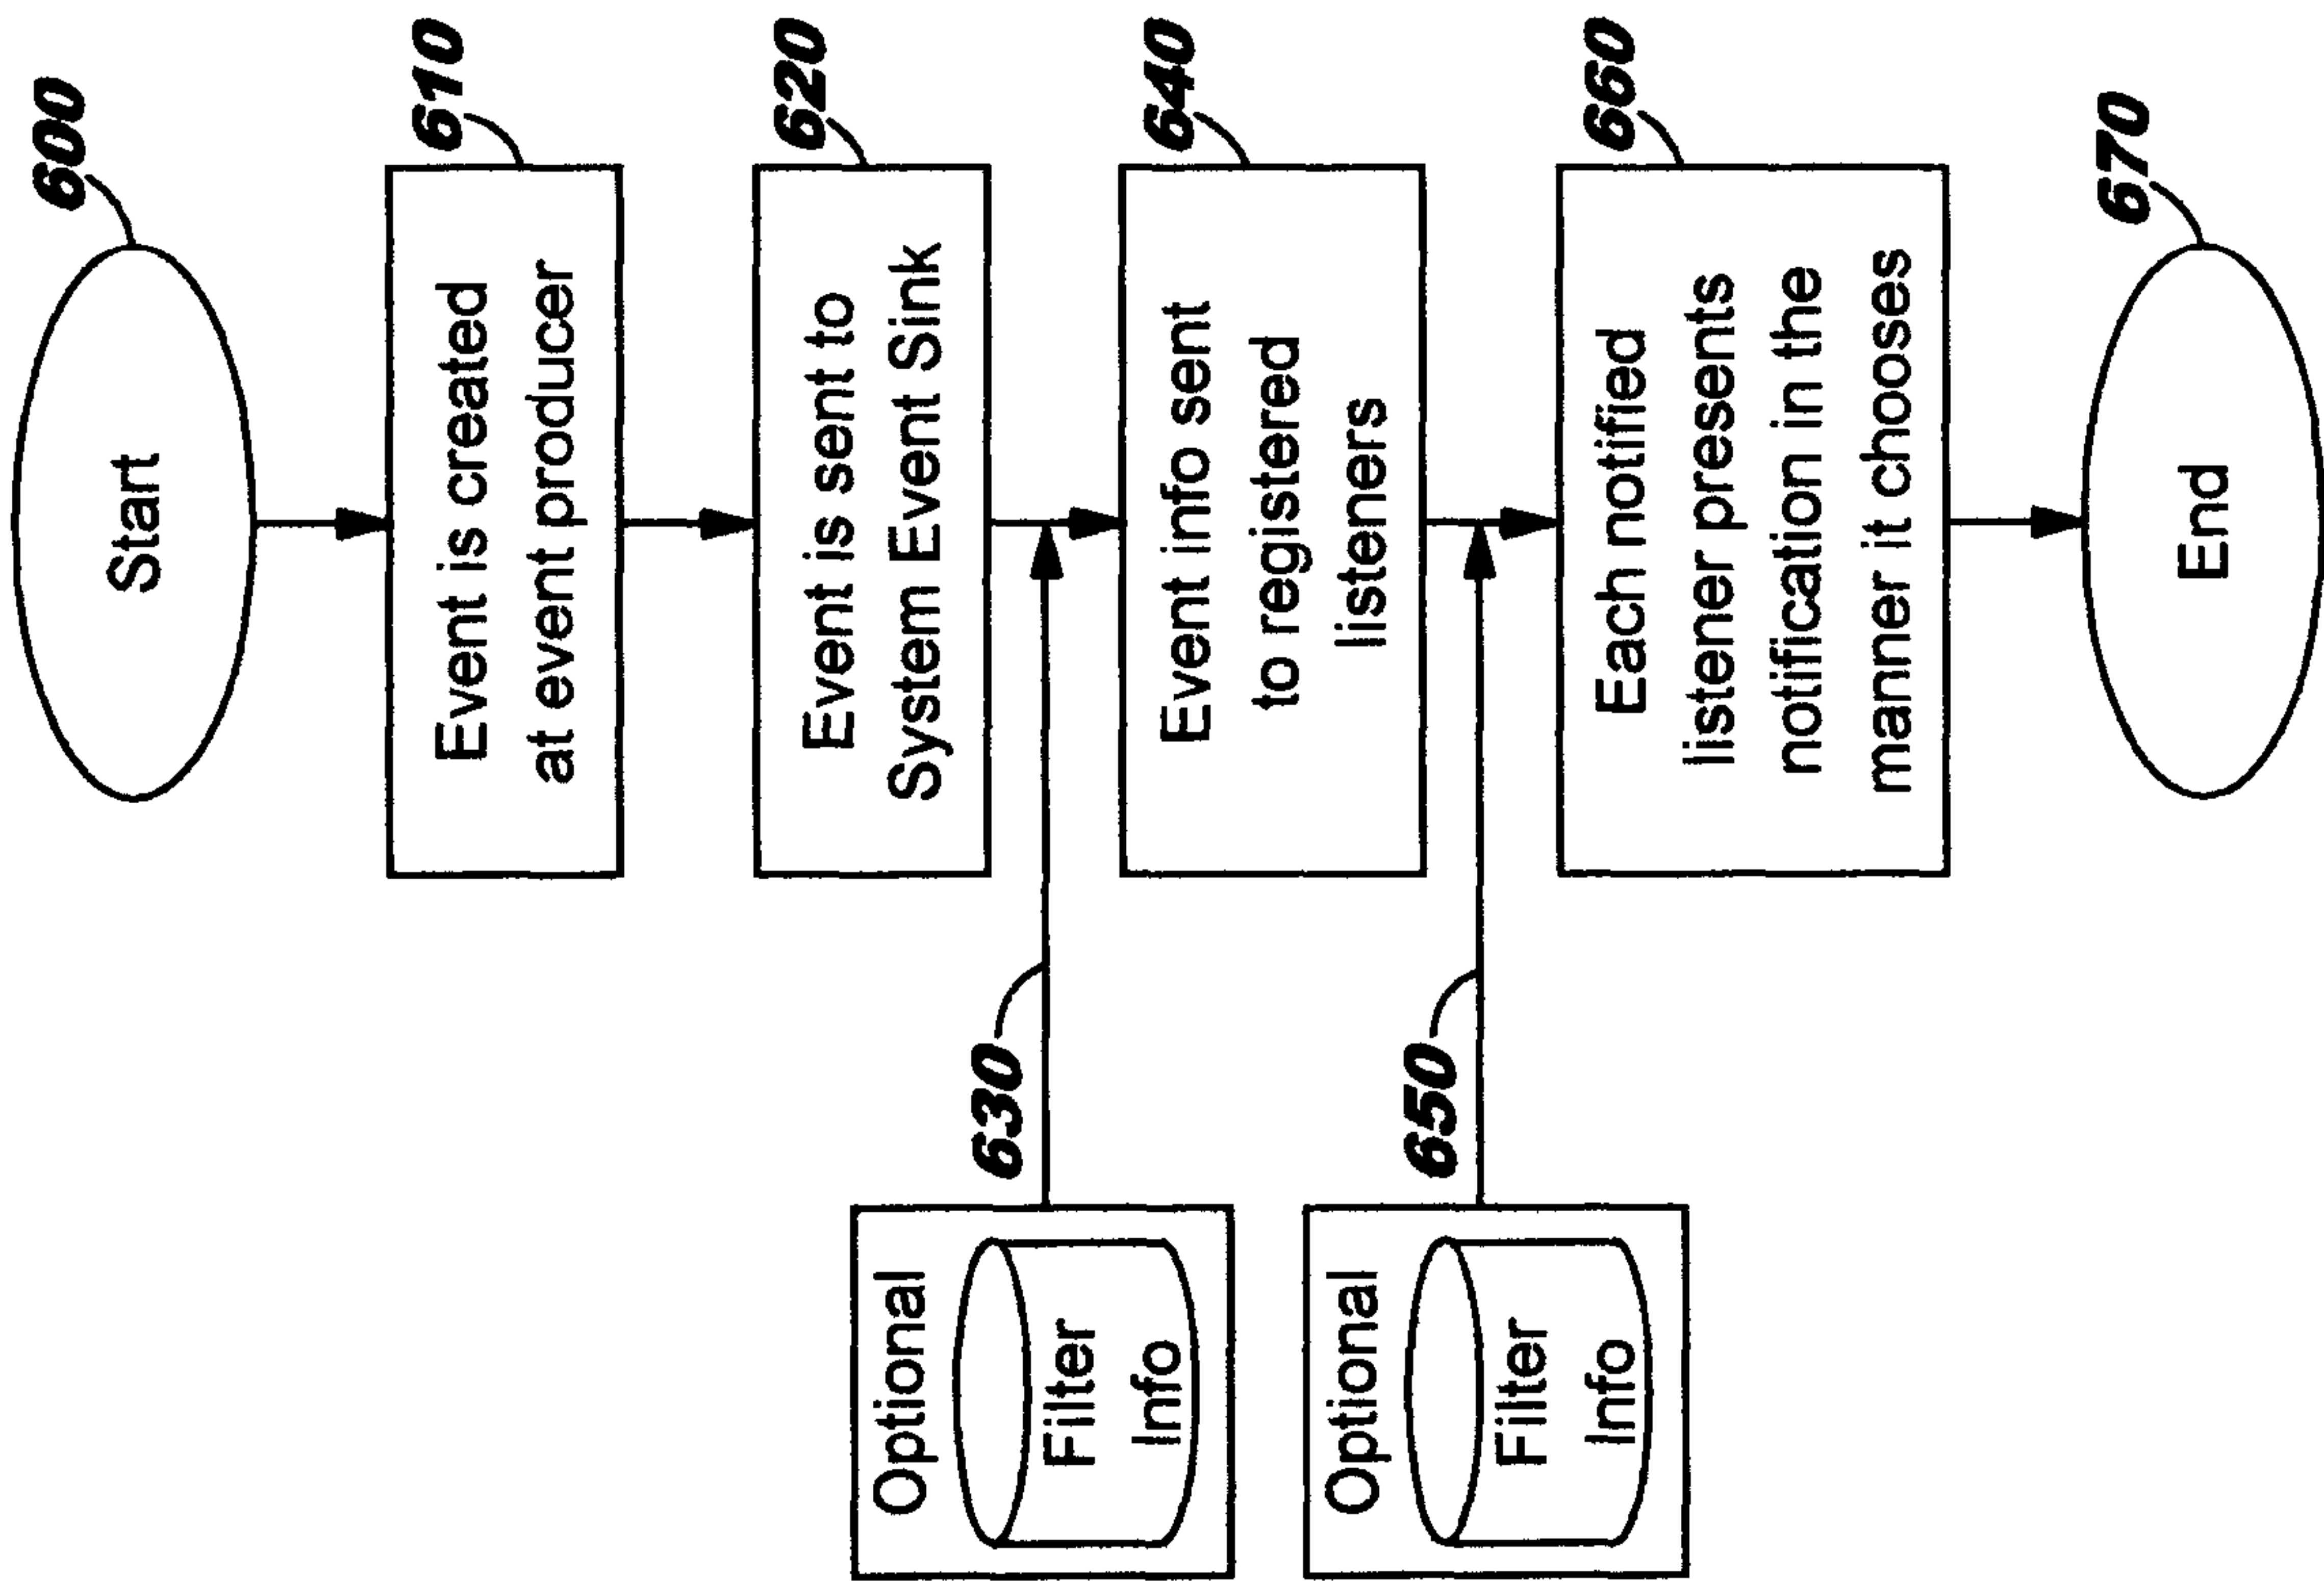 600
Start
610
Event is created
at event producer
620
Event is sent to
System Event Sink
630
Optional
Filter
Info
640
Event info sent
to registered
listeners
650
Optional
Filter
Info
660
Each notified
listener presents
notification in the
manner it chooses
670
End